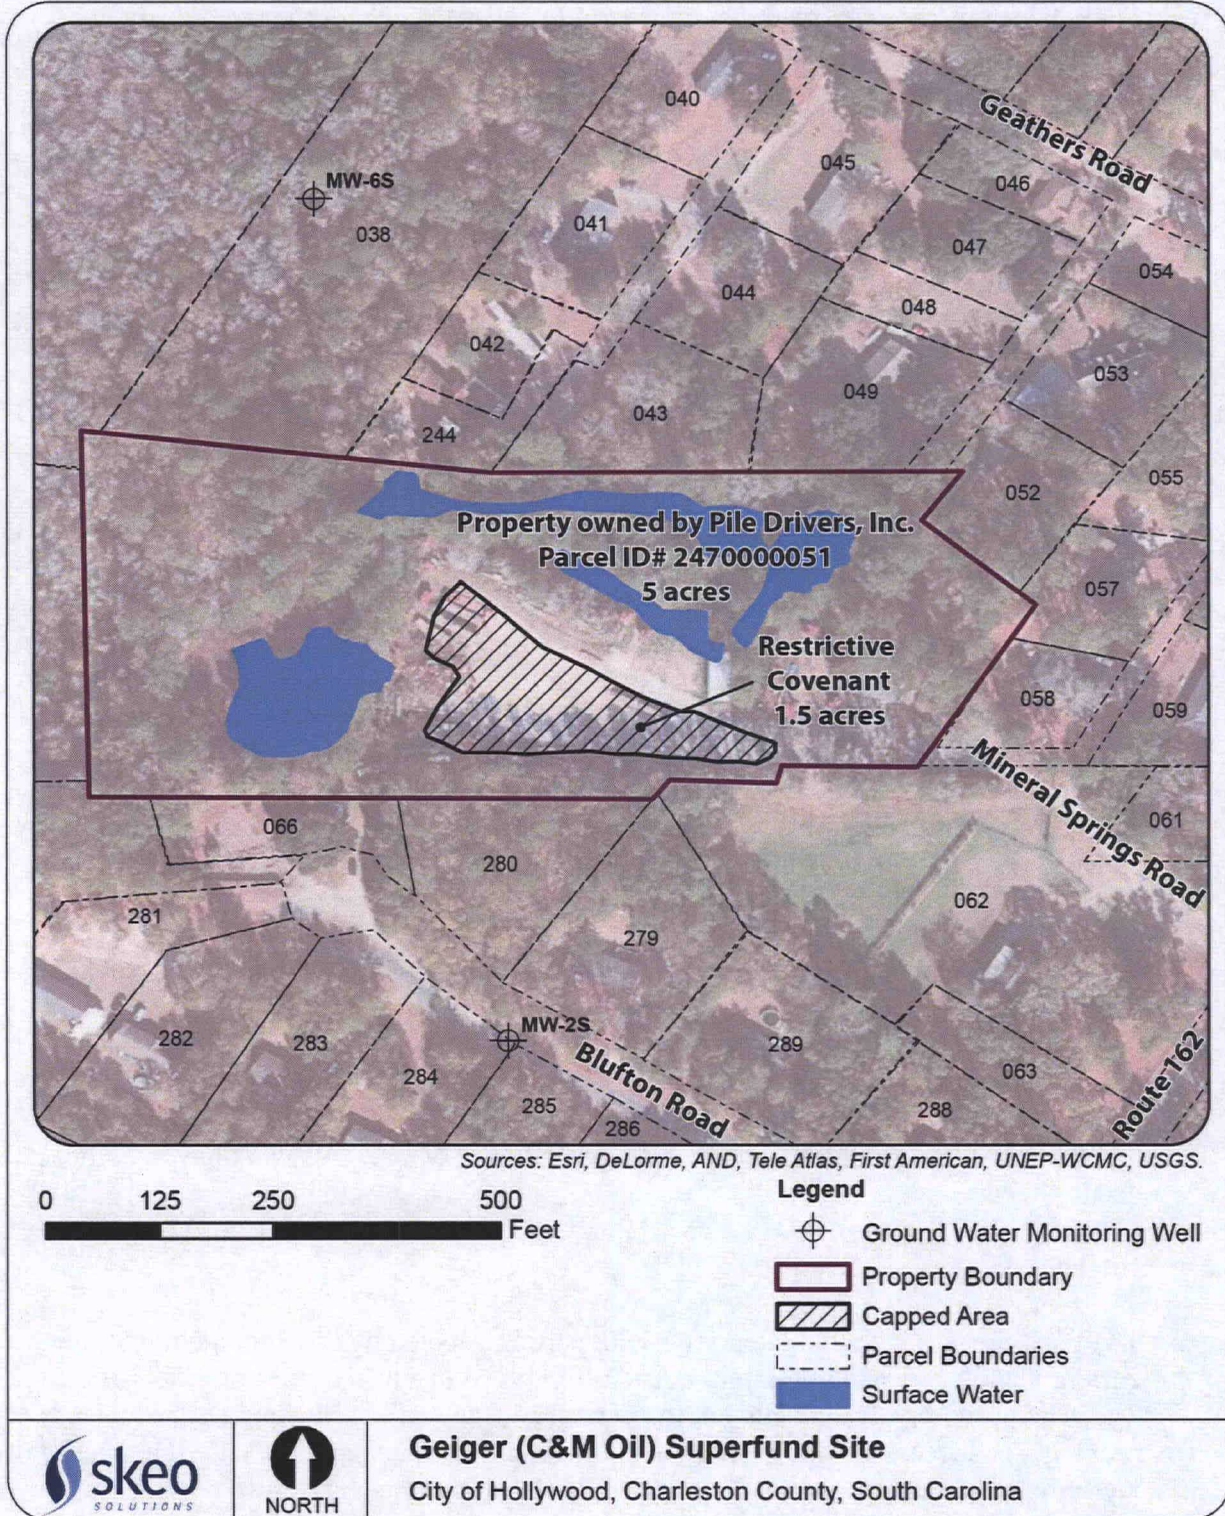 040
Geathers Road
045
046
MW-6S
038
041
047
054
044
048
042
053
049
043
244
055
052
Property owned by Pile Drivers, Inc.
Parcel ID# 2470000051
5 acres
057
Restrictive
Covenant
1.5 acres
058
059
Mineral Springs Road
061
066
280
062
281
279
MW-2S
282
283
289
Blufton Road
284
063
285
288
286
Route 162
Sources: Esri, DeLorme, AND, Tele Atlas, First American, UNEP-WCMC, USGS.
0 125 250 500
Feet
Legend
Ground Water Monitoring Well
Property Boundary
Capped Area
Parcel Boundaries
Surface Water
skeo
SOLUTIONS
NORTH
Geiger (C&M Oil) Superfund Site
City of Hollywood, Charleston County, South Carolina